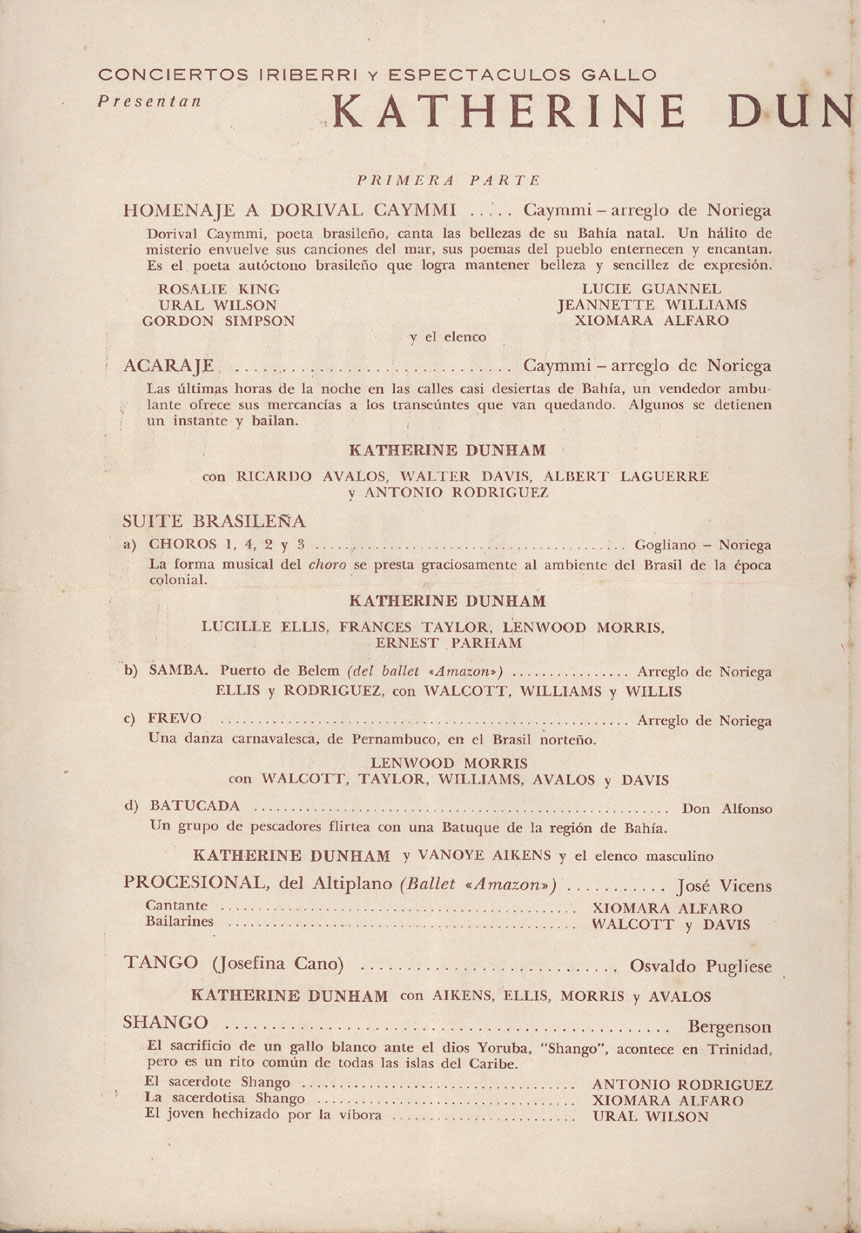 CONCIERTOS IRIBERRI Y ESPECTACULOS GALLO
Presentan
KATHERINE DUN
PRIMERA PARTE
HOMENAJE A DORIVAL CAYMMI ..... Caymmi – arreglo de Noriega
Dorival Caymmi, poeta brasileño, canta las bellezas de su Bahía natal. Un hálito de
misterio envuelve sus canciones del mar, sus poemas del pueblo enternecen y encantan.
Es el poeta autóctono brasileño que logra mantener belleza y sencillez de expresión.
ROSALIE KING LUCIE GUANNEL
URAL WILSON JEANNETTE WILLIAMS
GORDON SIMPSON XIOMARA ALFARO
y el elenco
ACARAJE .............................. Caymmi – arreglo de Noriega
Las últimas horas de la noche en las calles casi desiertas de Bahía, un vendedor ambu-
lante ofrece sus mercancías a los transeúntes que van quedando. Algunos se detienen
un instante y bailan.
KATHERINE DUNHAM
con RICARDO AVALOS, WALTER DAVIS, ALBERT LAGUERRE
y ANTONIO RODRIGUEZ
SUITE BRASILEÑA
a) CHOROS 1, 4, 2 y 3 ........................................ Gogliano – Noriega
La forma musical del choro se presta graciosamente al ambiente del Brasil de la época
colonial.
KATHERINE DUNHAM
LUCILLE ELLIS, FRANCES TAYLOR, LENWOOD MORRIS,
ERNEST PARHAM
b) SAMBA. Puerto de Belem (del ballet «Amazon») ................ Arreglo de Noriega
ELLIS y RODRIGUEZ, con WALCOTT, WILLIAMS y WILLIS
c) FREVO ...................................................... Arreglo de Noriega
Una danza carnavalesca, de Pernambuco, en el Brasil norteño.
LENWOOD MORRIS
con WALCOTT, TAYLOR, WILLIAMS, AVALOS y DAVIS
d) BATUCADA ...................................................... Don Alfonso
Un grupo de pescadores flirtea con una Batuque de la región de Bahía.
KATHERINE DUNHAM y VANOYE AIKENS y el elenco masculino
PROCESIONAL, del Altiplano (Ballet «Amazon») ........... José Vicens
Cantante ............................................... XIOMARA ALFARO
Bailarines .............................................. WALCOTT y DAVIS
TANGO (Josefina Cano) ............................ Osvaldo Pugliese
KATHERINE DUNHAM con AIKENS, ELLIS, MORRIS y AVALOS
SHANGO ................................................ Bergenson
El sacrificio de un gallo blanco ante el dios Yoruba, "Shango", acontece en Trinidad,
pero es un rito común de todas las islas del Caribe.
El sacerdote Shango .................................... ANTONIO RODRIGUEZ
La sacerdotisa Shango .................................. XIOMARA ALFARO
El joven hechizado por la víbora ........................ URAL WILSON